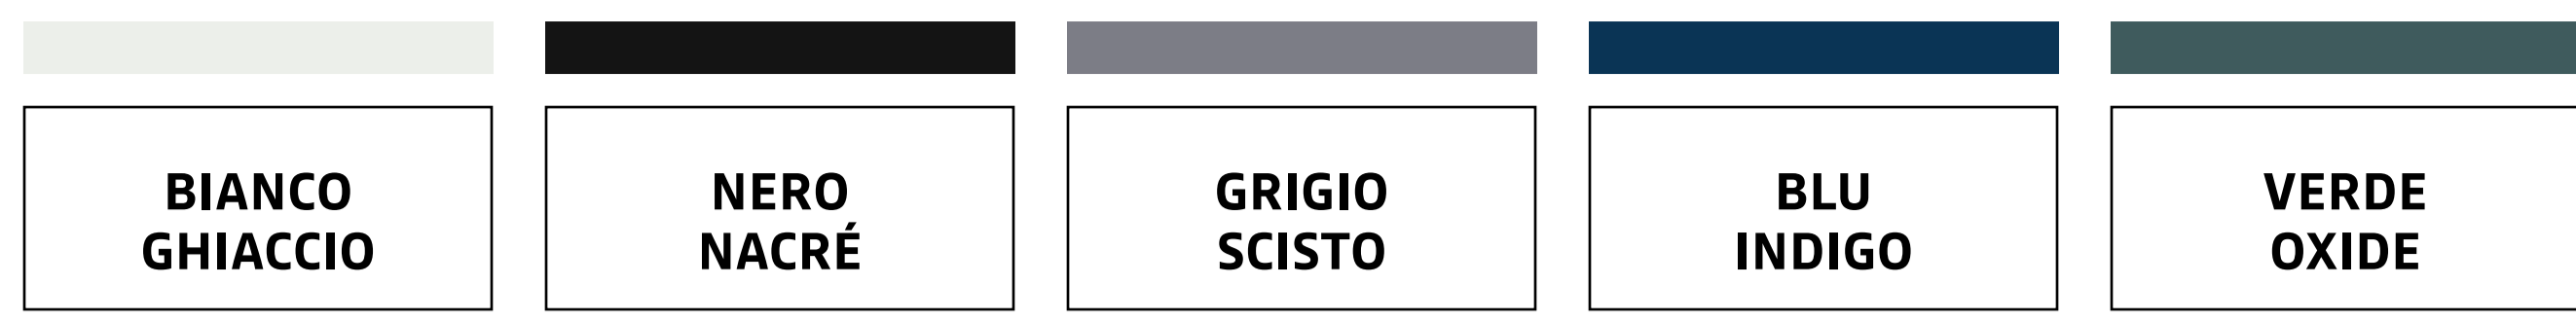 BIANCO
GHIACCIO
NERO
NACRÉ
GRIGIO
SCISTO
BLU
INDIGO
VERDE
OXIDE